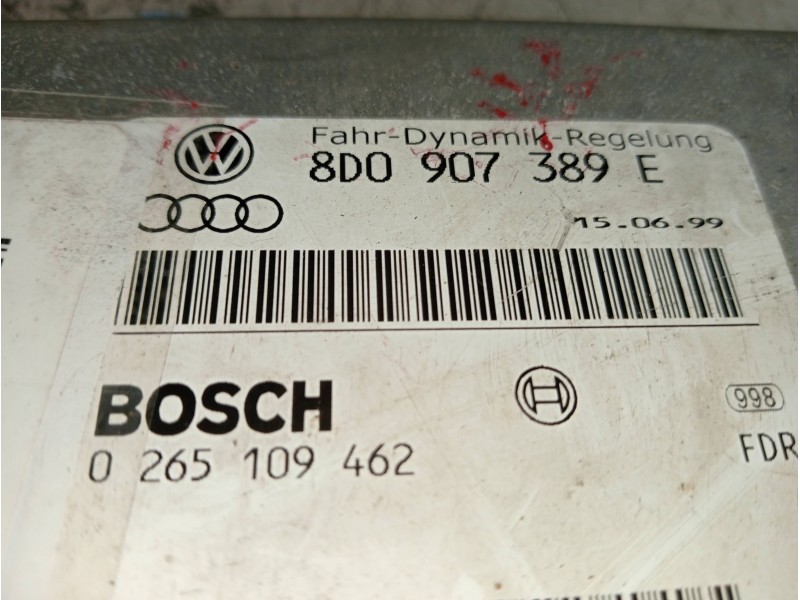 Fahr-Dynamik-Regelung
8D0 907 389 E
15.06.99
BOSCH
998
0 265 109 462
FDR